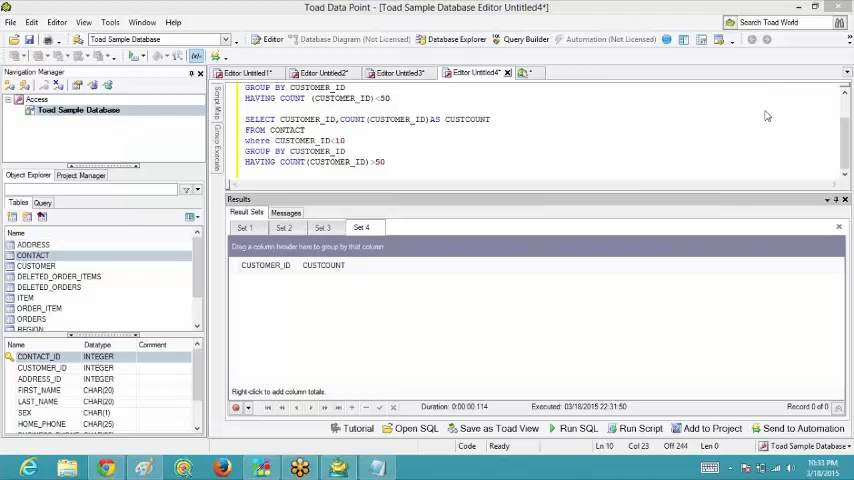 Toad Data Point - [Toad Sample Database Editor Untitled4*]
File Edit View Tools Window Help
Search Toad World
Toad Sample Database
Editor Database Diagram (Not Licensed) Database Explorer Query Builder Automation (Not Licensed)
Navigation Manager
Editor Untitled1* Editor Untitled2* Editor Untitled3* Editor Untitled4*
Access
Toad Sample Database
Object Explorer Project Manager
Tables Query
Name
ADDRESS
CONTACT
CUSTOMER
DELETED_ORDER_ITEMS
DELETED_ORDERS
ITEM
ORDER_ITEM
ORDERS
REGION
Name Datatype Comment
CONTACT_ID INTEGER
CUSTOMER_ID INTEGER
ADDRESS_ID INTEGER
FIRST_NAME CHAR(20)
LAST_NAME CHAR(20)
SEX CHAR(1)
HOME_PHONE CHAR(25)
Script Map
Group Execute
GROUP BY CUSTOMER_ID
HAVING COUNT (CUSTOMER_ID)<50
SELECT CUSTOMER_ID,COUNT(CUSTOMER_ID)AS CUSTCOUNT
FROM CONTACT
where CUSTOMER_ID<10
GROUP BY CUSTOMER_ID
HAVING COUNT(CUSTOMER_ID)>50
Results
Result Sets Messages
Set 1 Set 2 Set 3 Set 4
Drag a column header here to group by that column
CUSTOMER_ID CUSTCOUNT
Right-click to add column totals.
Duration: 0:00:00.114 Executed: 03/18/2015 22:31:50 Record 0 of 0
Tutorial Open SQL Save as Toad View Run SQL Run Script Add to Project Send to Automation
Code Ready Ln 10 Col 23 Off 244 Len 0 Toad Sample Database
10:33 PM
3/18/2015